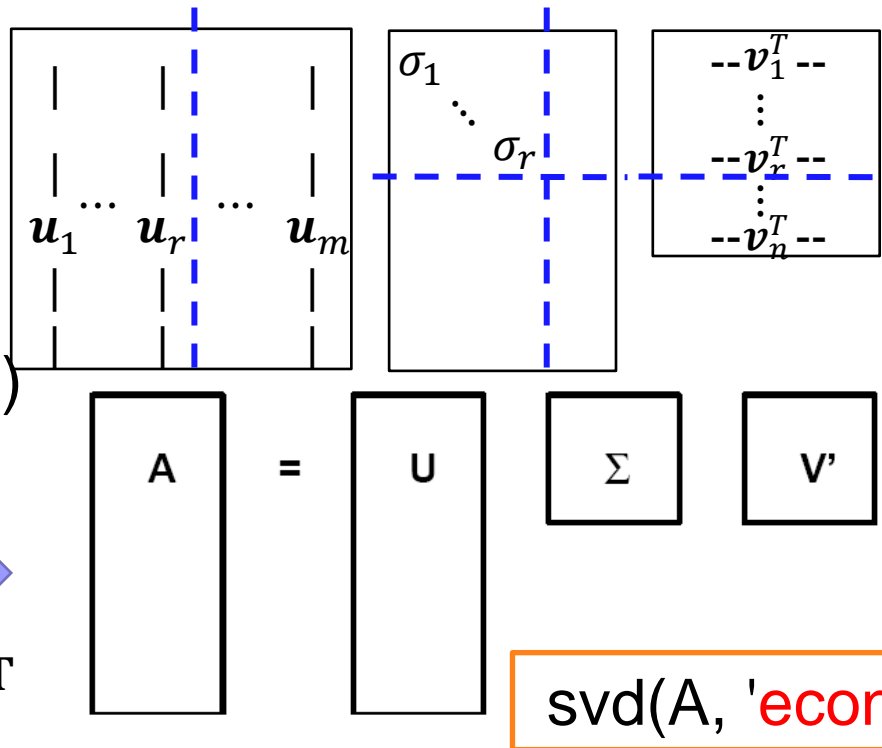 σ₁ ⋱ σᵣ
--𝒗₁ᵀ--
⋮
--𝒗ᵣᵀ--
⋮
--𝒗ₙᵀ--
𝒖₁ ⋯ 𝒖ᵣ ⋯ 𝒖ₘ
)
A = U Σ V’
T
svd(A, 'econ